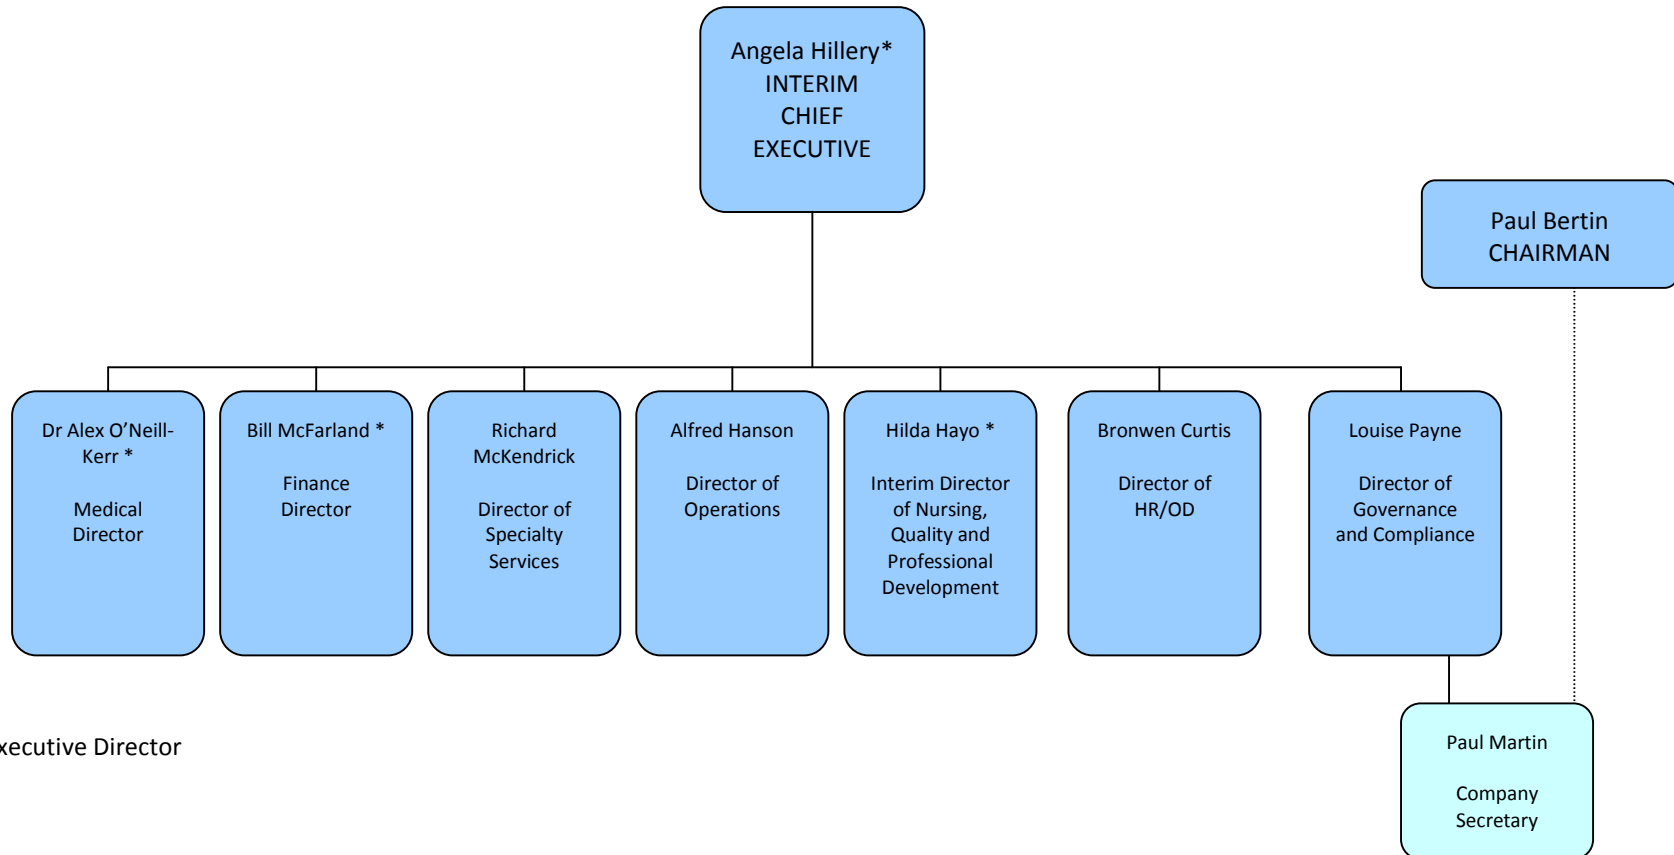 Angela Hillery*
INTERIM
CHIEF
EXECUTIVE
Paul Bertin
CHAIRMAN
Dr Alex O’Neill-
Kerr *
Medical
Director
Bill McFarland *
Finance
Director
Richard
McKendrick
Director of
Specialty
Services
Alfred Hanson
Director of
Operations
Hilda Hayo *
Interim Director
of Nursing,
Quality and
Professional
Development
Bronwen Curtis
Director of
HR/OD
Louise Payne
Director of
Governance
and Compliance
xecutive Director
Paul Martin
Company
Secretary